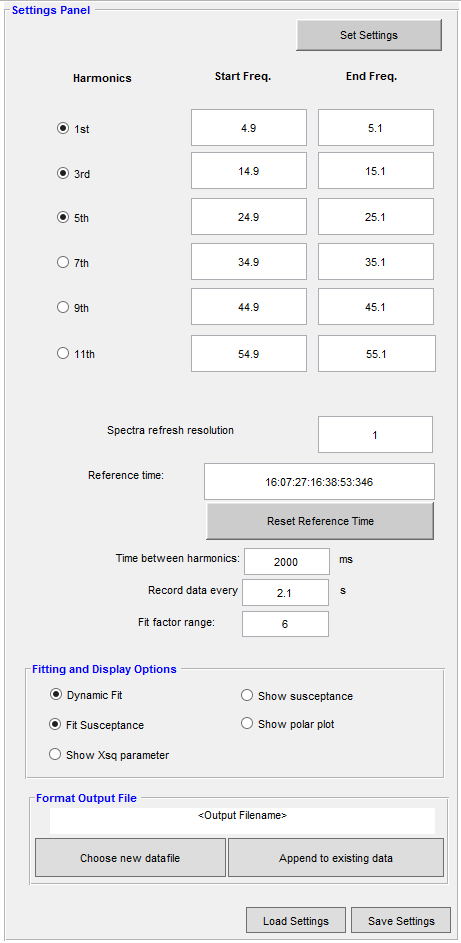 Settings Panel
Set Settings
Harmonics Start Freq. End Freq.
1st 4.9 5.1
3rd 14.9 15.1
5th 24.9 25.1
7th 34.9 35.1
9th 44.9 45.1
11th 54.9 55.1
Spectra refresh resolution 1
Reference time: 16:07:27:16:38:53:346
Reset Reference Time
Time between harmonics: 2000 ms
Record data every 2.1 s
Fit factor range: 6
Fitting and Display Options
Dynamic Fit Show susceptance
Fit Susceptance Show polar plot
Show Xsq parameter
Format Output File
<Output Filename>
Choose new datafile Append to existing data
Load Settings Save Settings